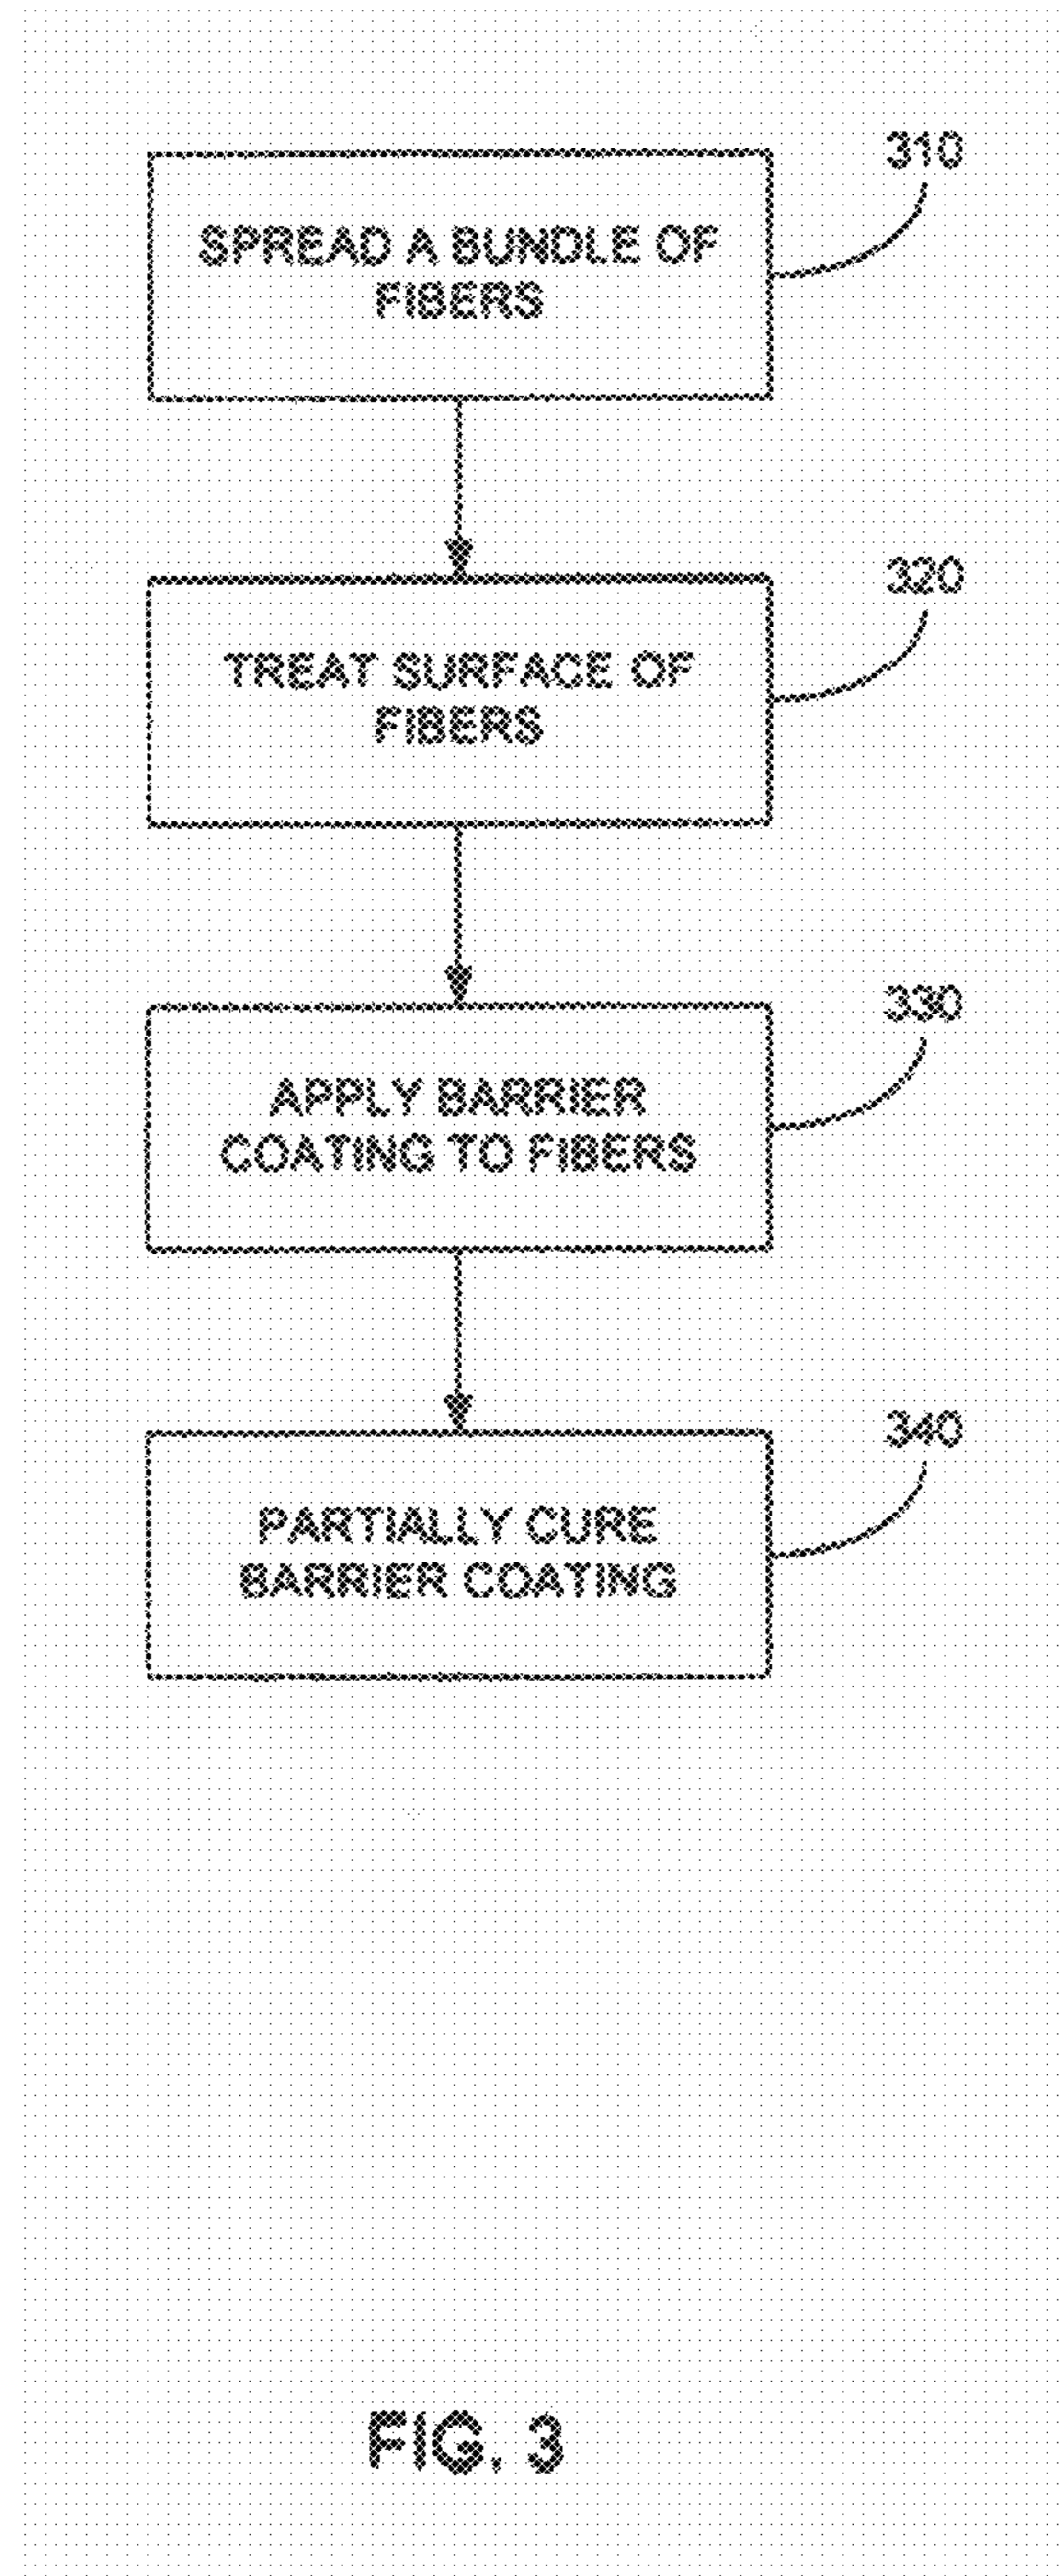 310
SPREAD A BUNDLE OF
FIBERS
320
TREAT SURFACE OF
FIBERS
330
APPLY BARRIER
COATING TO FIBERS
340
PARTIALLY CURE
BARRIER COATING
FIG. 3